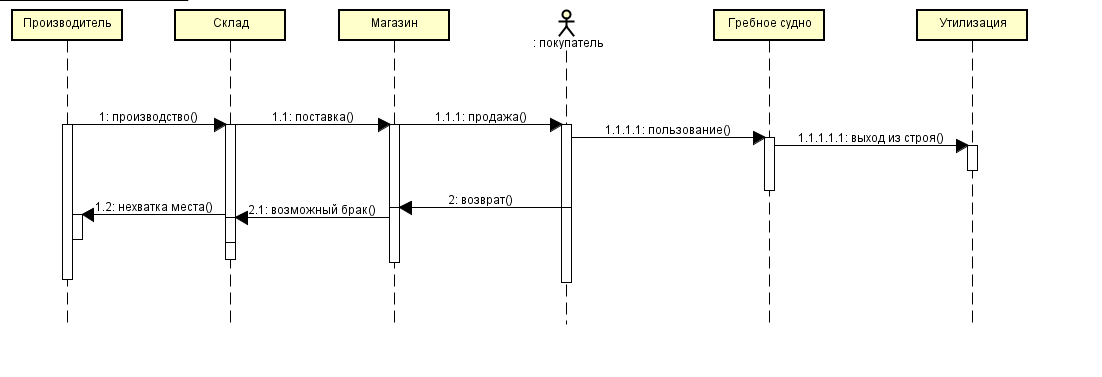 Производитель
Склад
Магазин
: покупатель
Гребное судно
Утилизация
1: производство()
1.1: поставка()
1.1.1: продажа()
1.1.1.1: пользование()
1.1.1.1.1: выход из строя()
1.2: нехватка места()
2.1: возможный брак()
2: возврат()